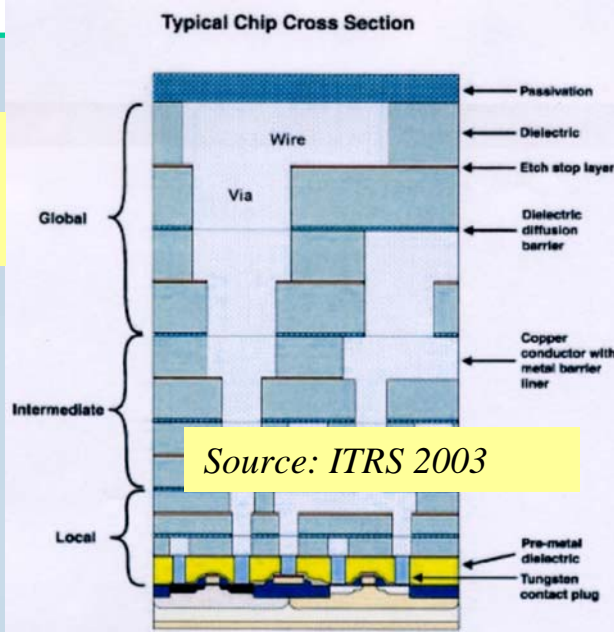 Typical Chip Cross Section
Passivation
Dielectric
Wire
Etch stop layer
Via
Global
Dielectric
diffusion
barrier
Copper
conductor with
metal barrier
liner
Intermediate
Source: ITRS 2003
Local
Pre-metal
dielectric
Tungsten
contact plug